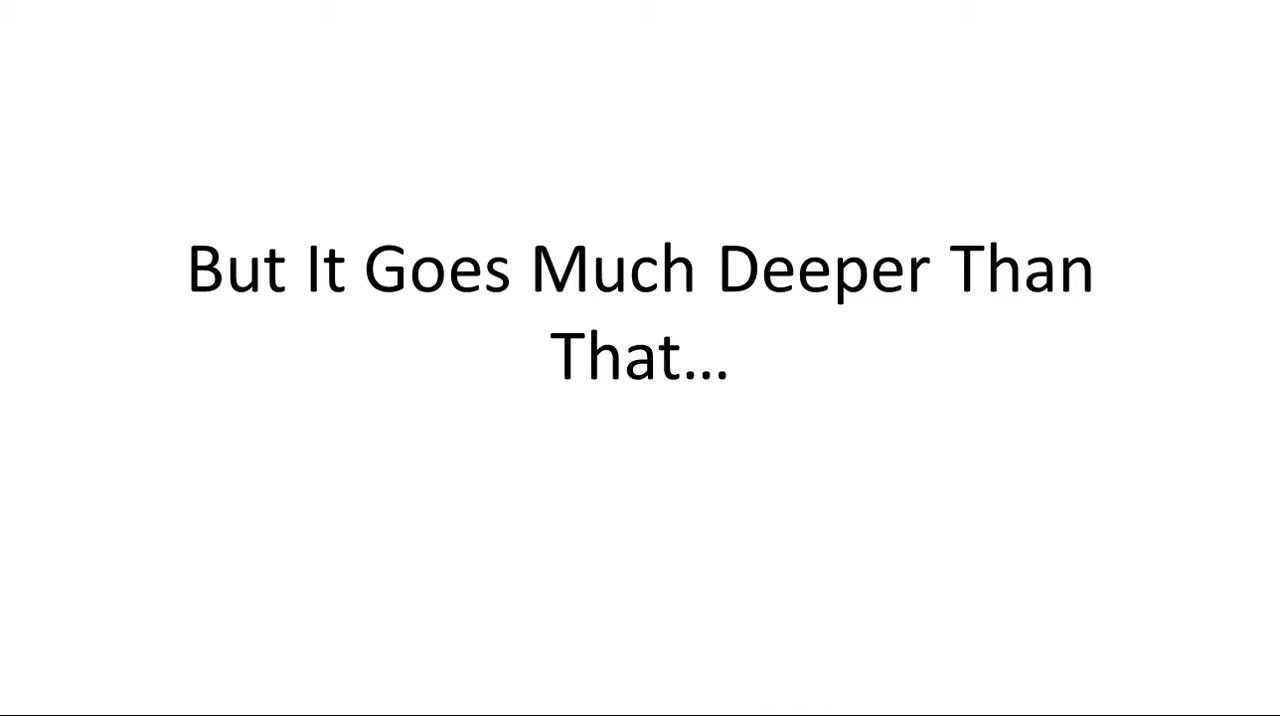 But It Goes Much Deeper Than
That…